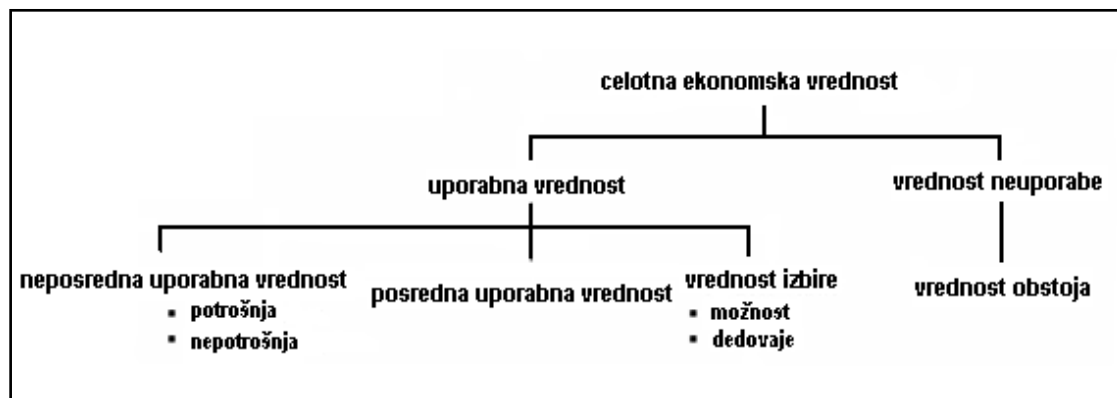 celotna ekonomska vrednost
uporabna vrednost
vrednost neuporabe
neposredna uporabna vrednost
▪ potrošnja
▪ nepotrošnja
posredna uporabna vrednost
vrednost izbire
▪ možnost
▪ dedovaje
vrednost obstoja